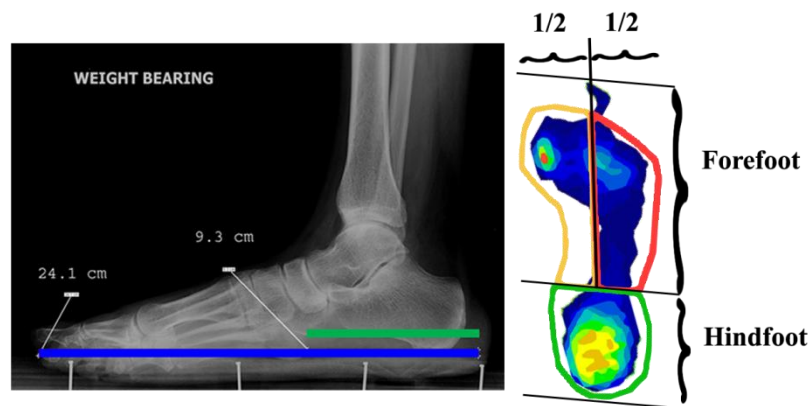 1/2 1/2
WEIGHT BEARING
Forefoot
9.3 cm
24.1 cm
Hindfoot